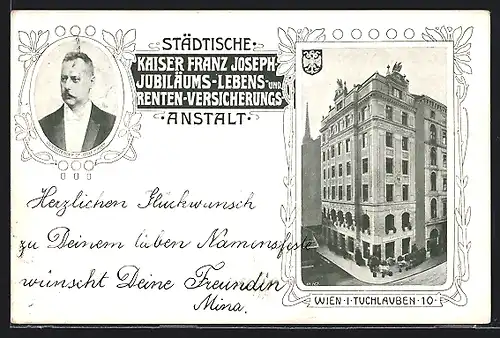 STÄDTISCHE
KAISER FRANZ JOSEPH
JUBILÄUMS-LEBENS- UND
RENTEN-VERSICHERUNGS
ANSTALT
Herzlichen Glückwunsch
zu Deinem lieben Naminsfeste
wünscht Deine Freundin
Mina.
WIEN · I · TUCHLAUBEN · 10 ·